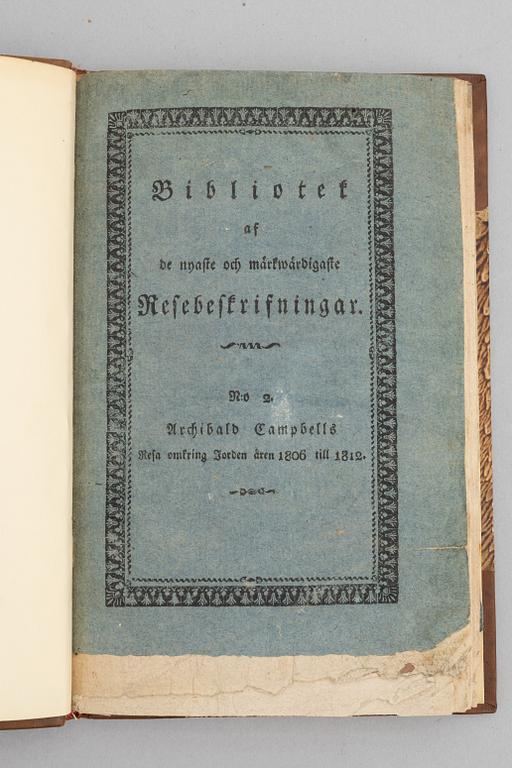 Bibliotek
af
de nyaste och märkwärdigaste
Resebeskrifningar.
N:o 2.
Archibald Campbells
Resa omkring Jorden åren 1806 till 1812.